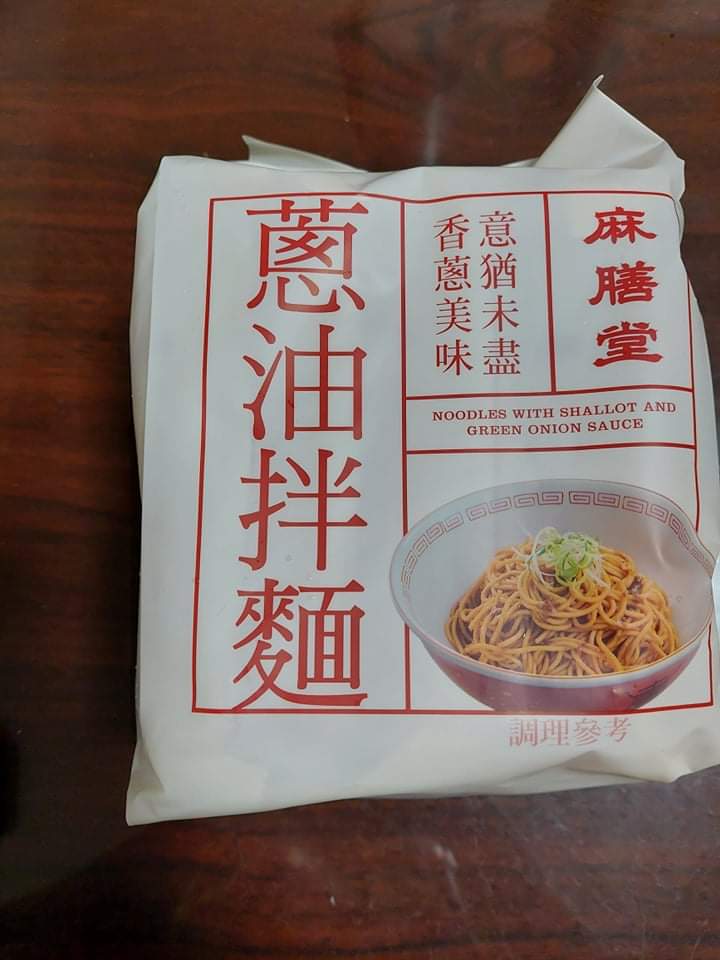 麻膳堂
意猶未盡
香蔥美味
蔥油拌麵
NOODLES WITH SHALLOT AND
GREEN ONION SAUCE
調理參考